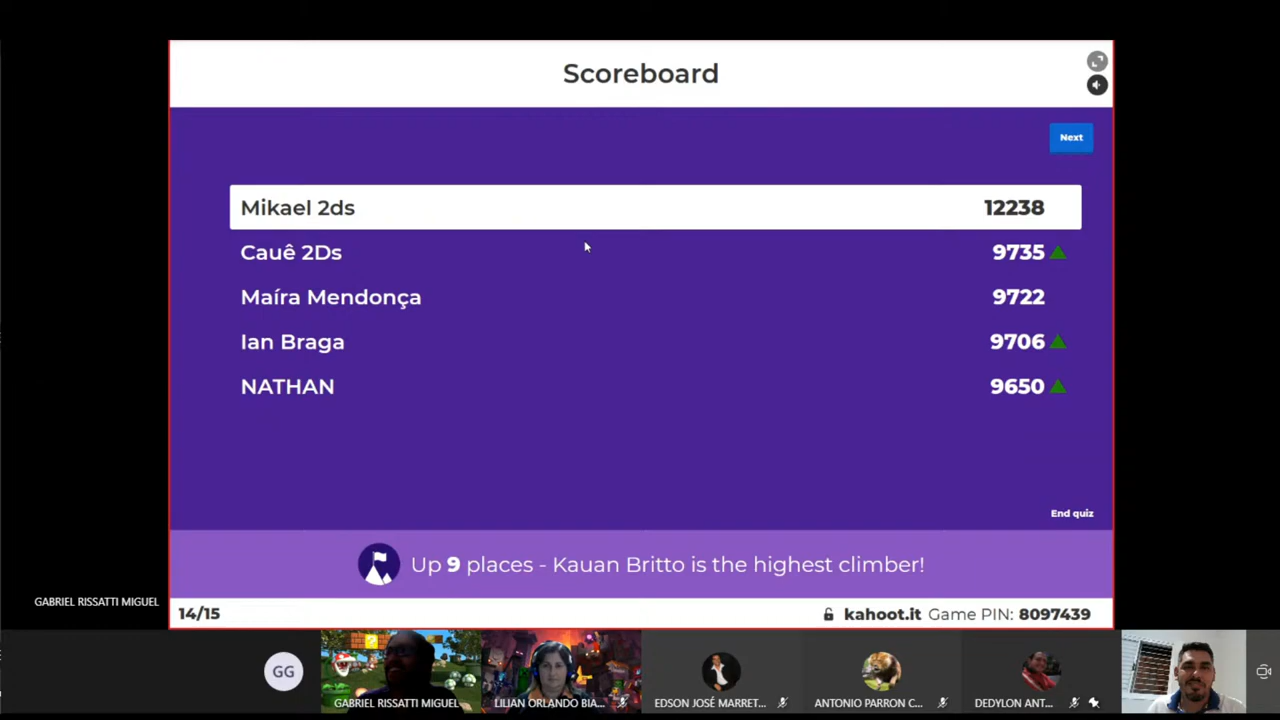 Scoreboard
Next
Mikael 2ds 12238
Cauê 2Ds 9735
Maíra Mendonça 9722
Ian Braga 9706
NATHAN 9650
End quiz
Up 9 places - Kauan Britto is the highest climber!
GABRIEL RISSATTI MIGUEL
14/15 kahoot.it Game PIN: 8097439
GG
GABRIEL RISSATTI MIGUEL LILIAN ORLANDO BIA... EDSON JOSÉ MARRET... ANTONIO PARRON C... DEDYLON ANT...